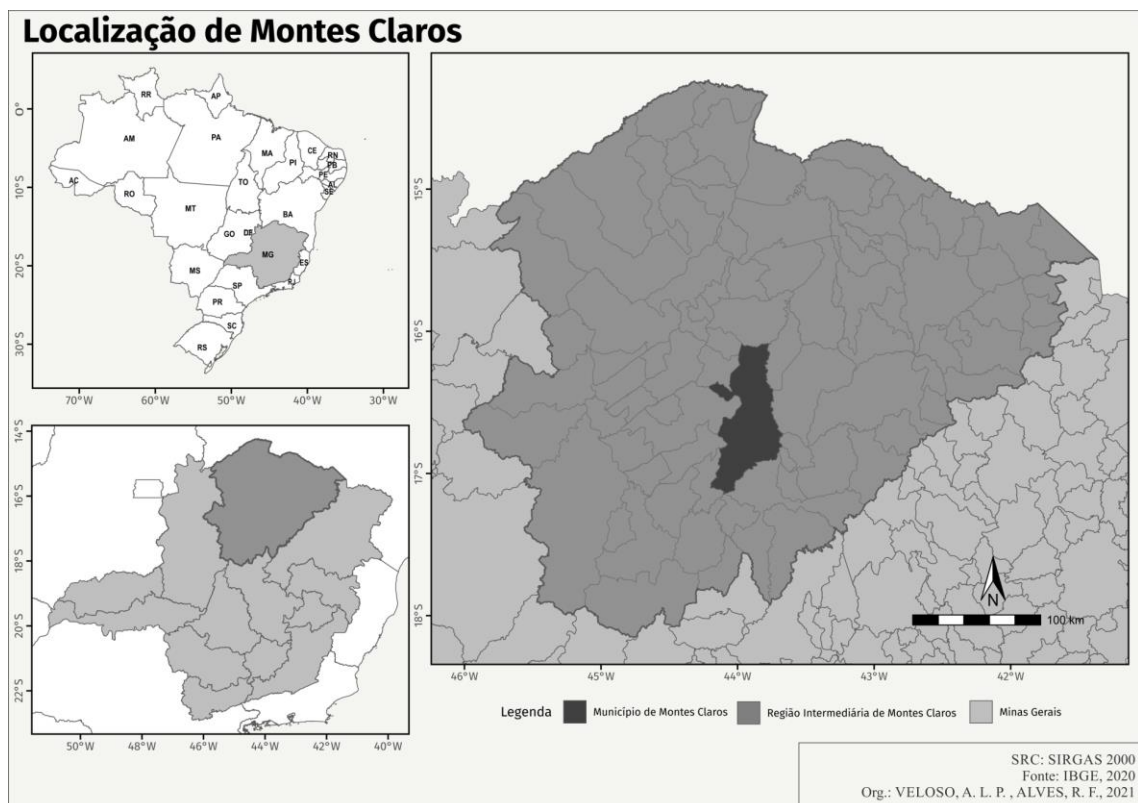 Localização de Montes Claros
RR
AP
AM
PA
MA
CE
RN
PB
PI
PE
AL
SE
AC
TO
RO
BA
MT
GO
DF
MG
ES
MS
SP
RJ
PR
SC
RS
0°
10°S
20°S
30°S
70°W
60°W
50°W
40°W
30°W
14°S
16°S
18°S
20°S
22°S
50°W
48°W
46°W
44°W
42°W
40°W
15°S
16°S
17°S
18°S
N
100 km
46°W
45°W
44°W
43°W
42°W
Legenda
Município de Montes Claros
Região Intermediária de Montes Claros
Minas Gerais
SRC: SIRGAS 2000
Fonte: IBGE, 2020
Org.: VELOSO, A. L. P. , ALVES, R. F., 2021